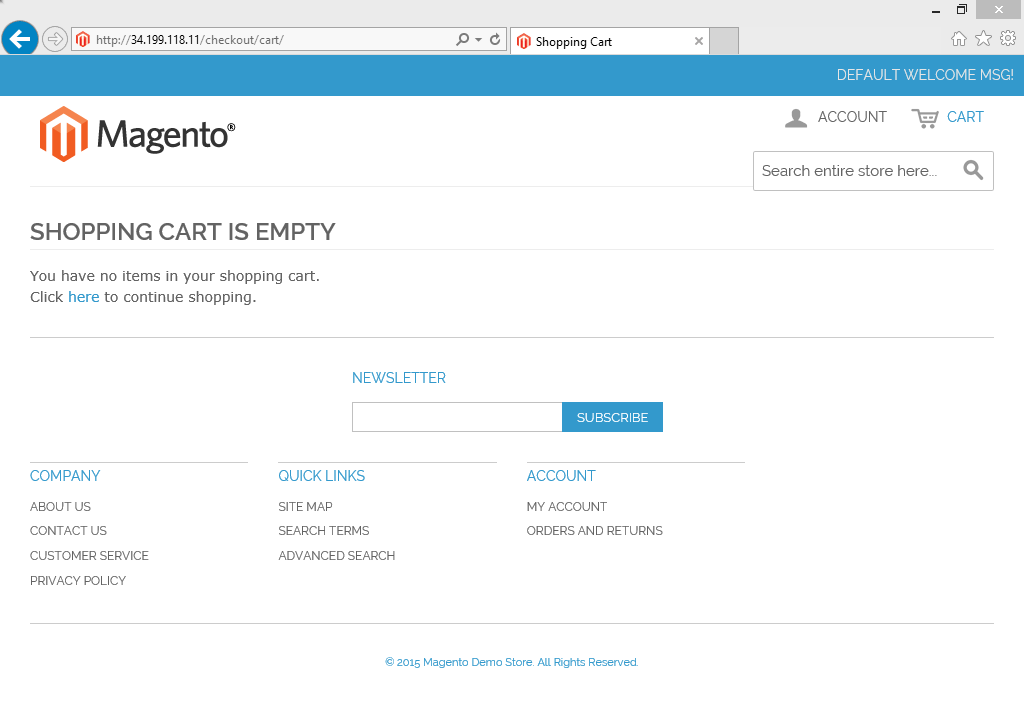 http://34.199.118.11/checkout/cart/
Shopping Cart
DEFAULT WELCOME MSG!
Magento®
ACCOUNT
CART
Search entire store here...
SHOPPING CART IS EMPTY
You have no items in your shopping cart.
Click here to continue shopping.
NEWSLETTER
SUBSCRIBE
COMPANY
ABOUT US
CONTACT US
CUSTOMER SERVICE
PRIVACY POLICY
QUICK LINKS
SITE MAP
SEARCH TERMS
ADVANCED SEARCH
ACCOUNT
MY ACCOUNT
ORDERS AND RETURNS
© 2015 Magento Demo Store. All Rights Reserved.